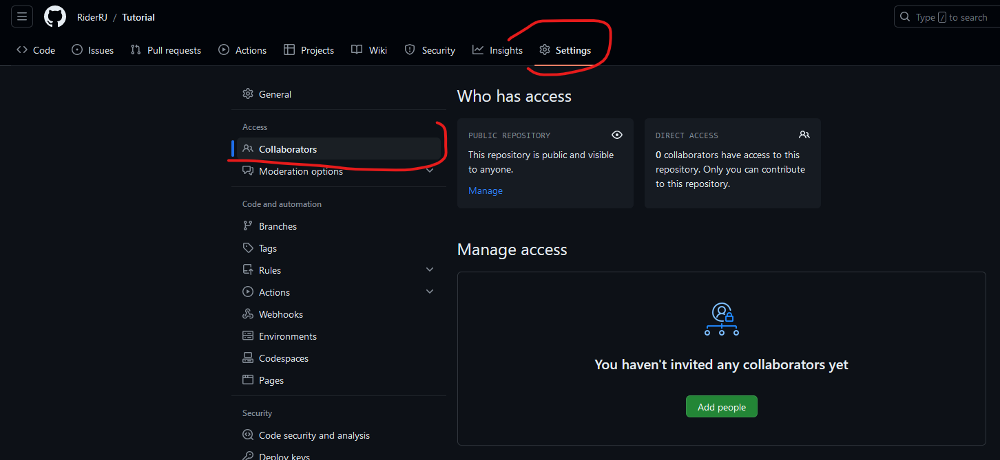 RiderRJ / Tutorial
Type / to search
Code Issues Pull requests Actions Projects Wiki Security Insights Settings
General
Access
Collaborators
Moderation options
Code and automation
Branches
Tags
Rules
Actions
Webhooks
Environments
Codespaces
Pages
Security
Code security and analysis
Deploy keys
Who has access
PUBLIC REPOSITORY
This repository is public and visible
to anyone.
Manage
DIRECT ACCESS
0 collaborators have access to this
repository. Only you can contribute
to this repository.
Manage access
You haven't invited any collaborators yet
Add people